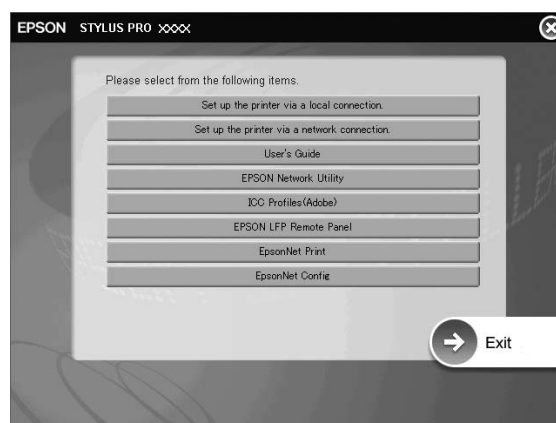 EPSON STYLUS PRO XXXX
Please select from the following items.
Set up the printer via a local connection.
Set up the printer via a network connection.
User's Guide
EPSON Network Utility
ICC Profiles(Adobe)
EPSON LFP Remote Panel
EpsonNet Print
EpsonNet Config
Exit